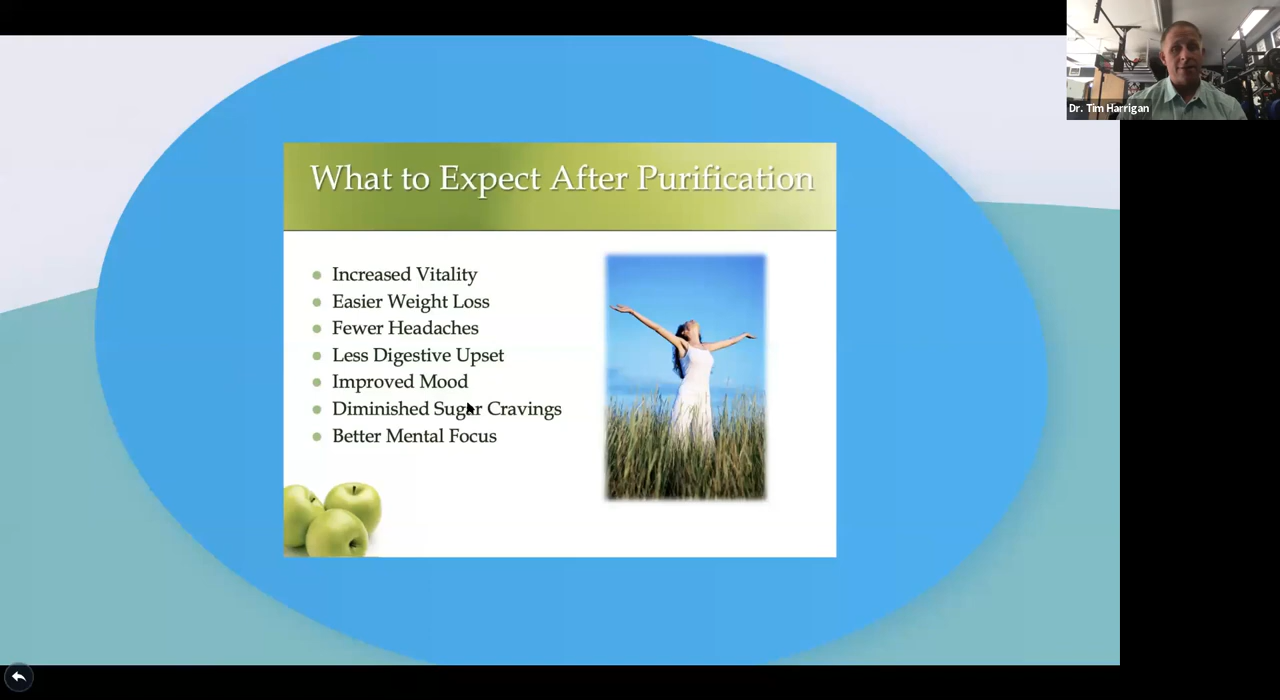 Dr. Tim Harrigan
What to Expect After Purification
Increased Vitality
Easier Weight Loss
Fewer Headaches
Less Digestive Upset
Improved Mood
Diminished Sugar Cravings
Better Mental Focus